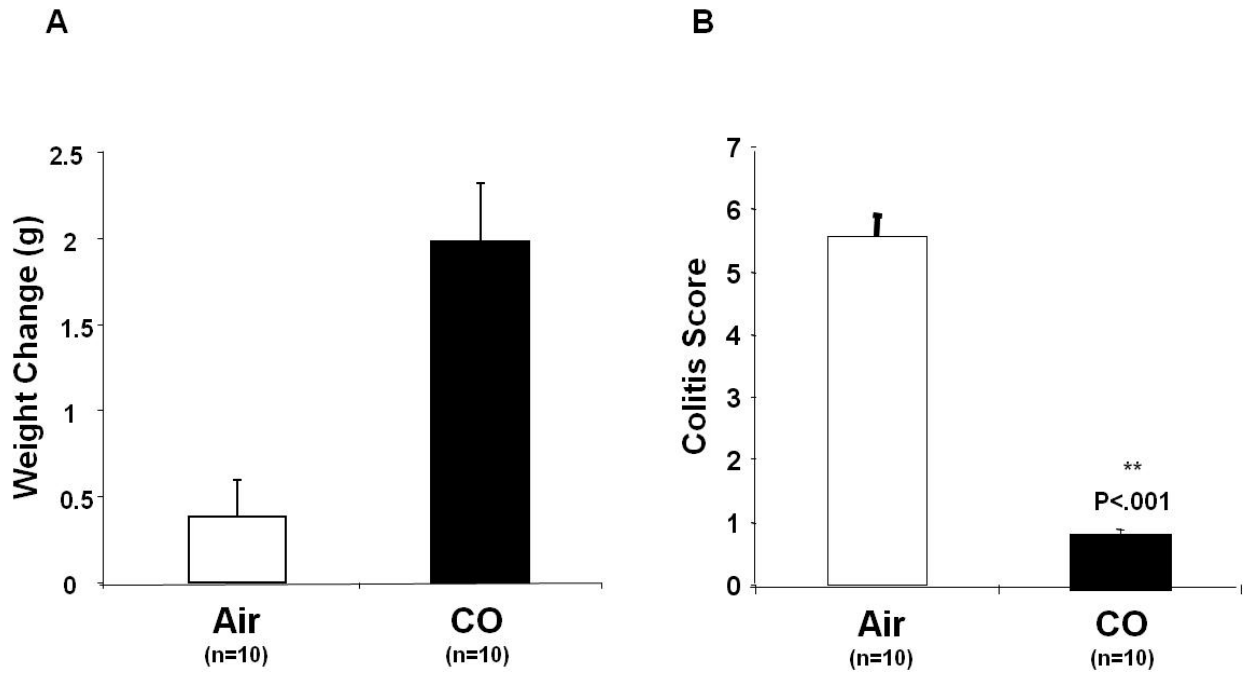 A
Weight Change (g)
2.5
2
1.5
1
0.5
0
Air
(n=10)
CO
(n=10)
B
Colitis Score
7
6
5
4
3
2
1
0
**
P<.001
Air
(n=10)
CO
(n=10)